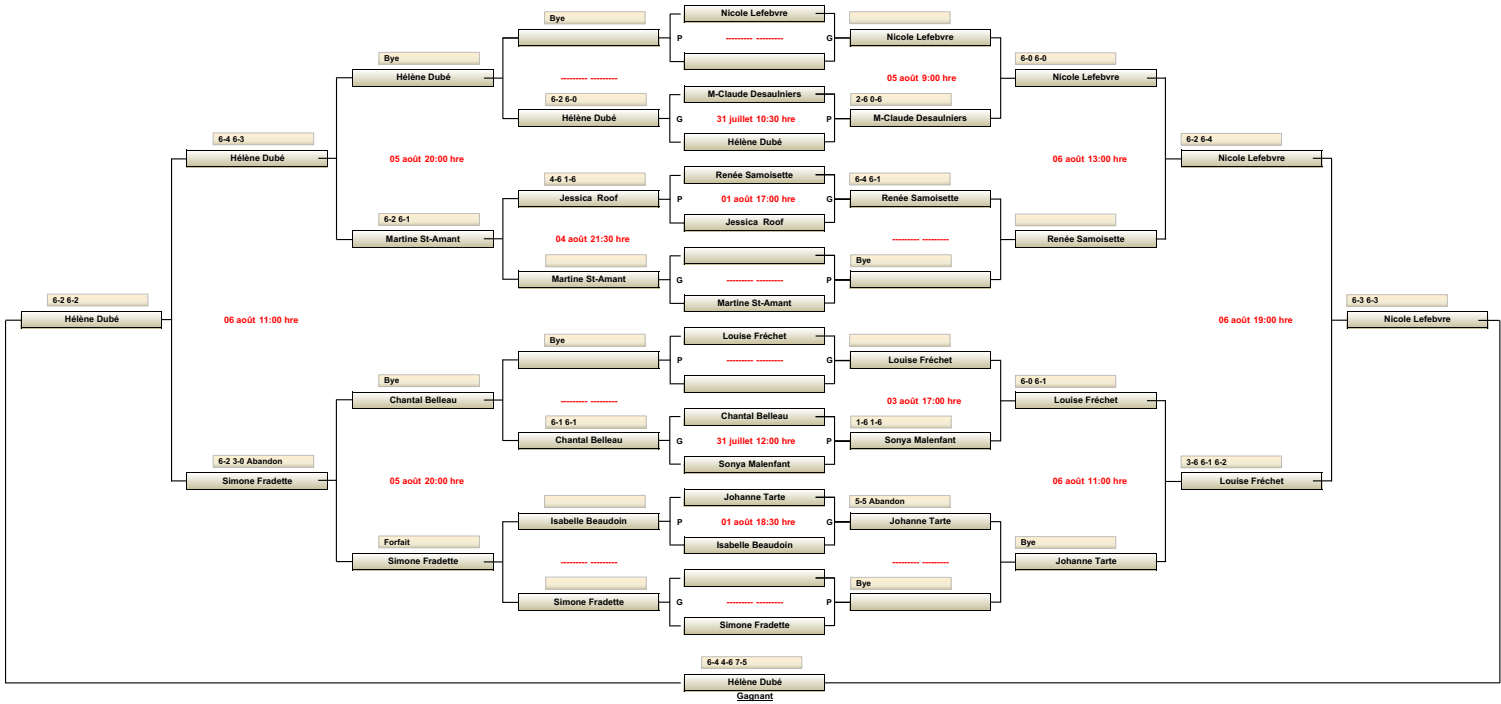 Nicole Lefebvre
Bye
P --------- --------- G Nicole Lefebvre
6-0 6-0
Bye
Hélène Dubé --------- --------- 05 août 9:00 hre Nicole Lefebvre
6-2 6-0 M-Claude Desaulniers 2-6 0-6
Hélène Dubé G 31 juillet 10:30 hre P M-Claude Desaulniers
6-4 6-3 Hélène Dubé 6-2 6-4
Hélène Dubé 05 août 20:00 hre 06 août 13:00 hre Nicole Lefebvre
4-6 1-6 Renée Samoisette 6-4 6-1
Jessica Roof P 01 août 17:00 hre G Renée Samoisette
6-2 6-1 Jessica Roof
Martine St-Amant 04 août 21:30 hre --------- --------- Renée Samoisette
Bye
Martine St-Amant G --------- --------- P
6-2 6-2 Martine St-Amant 6-3 6-3
Hélène Dubé 06 août 11:00 hre 06 août 19:00 hre Nicole Lefebvre
Bye Louise Fréchet
P --------- --------- G Louise Fréchet
Bye 6-0 6-1
Chantal Belleau --------- --------- 03 août 17:00 hre Louise Fréchet
6-1 6-1 Chantal Belleau 1-6 1-6
Chantal Belleau G 31 juillet 12:00 hre P Sonya Malenfant
6-2 3-0 Abandon Sonya Malenfant 3-6 6-1 6-2
Simone Fradette 05 août 20:00 hre 06 août 11:00 hre Louise Fréchet
Johanne Tarte 5-5 Abandon
Isabelle Beaudoin P 01 août 18:30 hre G Johanne Tarte
Forfait Isabelle Beaudoin Bye
Simone Fradette --------- --------- --------- --------- Johanne Tarte
Bye
Simone Fradette G --------- --------- P
Simone Fradette
6-4 4-6 7-5
Hélène Dubé
Gagnant